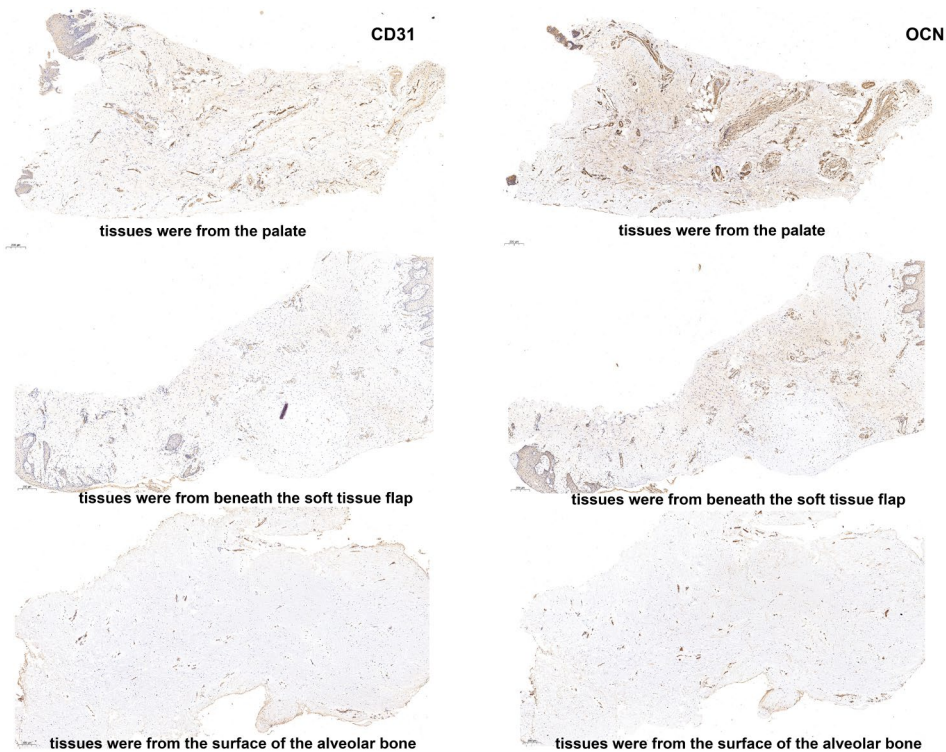 CD31
OCN
tissues were from the palate
tissues were from the palate
tissues were from beneath the soft tissue flap
tissues were from beneath the soft tissue flap
tissues were from the surface of the alveolar bone
tissues were from the surface of the alveolar bone